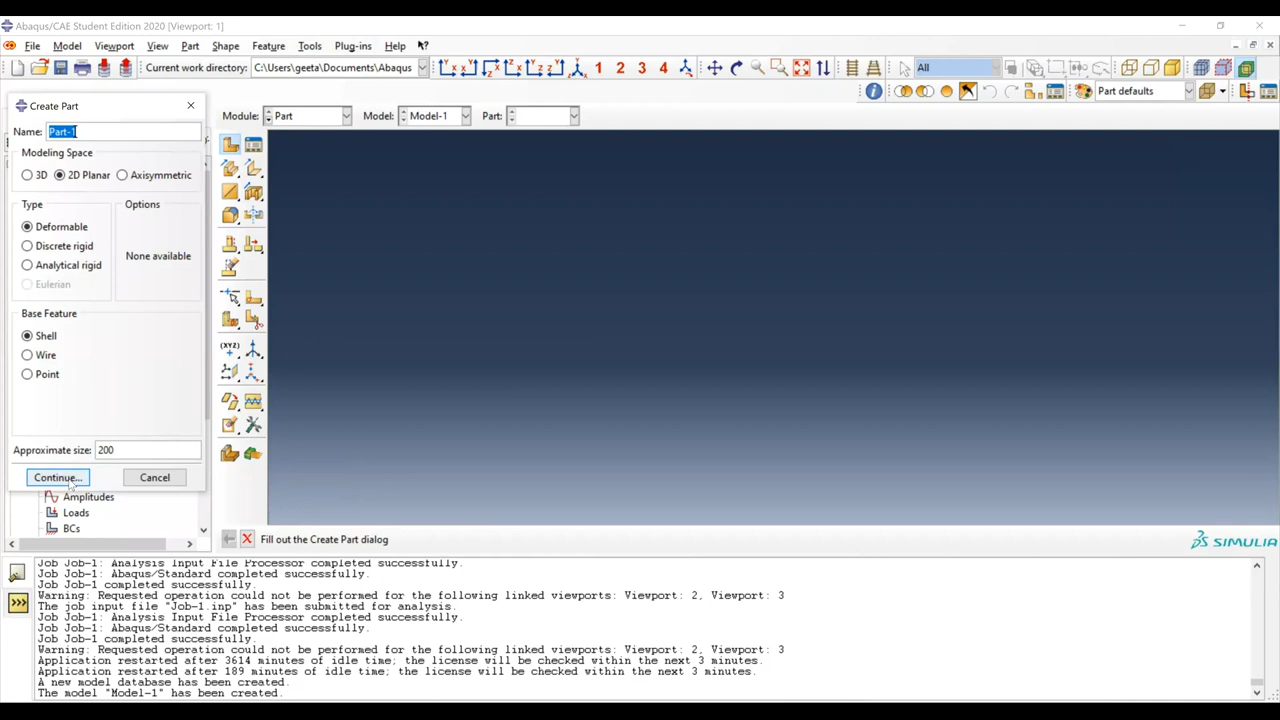 Abaqus/CAE Student Edition 2020 [Viewport: 1]
File Model Viewport View Part Shape Feature Tools Plug-ins Help
Current work directory: C:\Users\geeta\Documents\Abaqus 1 2 3 4 All
Part defaults
Create Part
Module: Part Model: Model-1 Part:
Name: Part-1
Modeling Space
3D 2D Planar Axisymmetric
Type Options
Deformable
Discrete rigid
None available
Analytical rigid
Eulerian
Base Feature
Shell
Wire
(XYZ)
Point
Approximate size: 200
Continue... Cancel
Amplitudes
Loads
BCs
Fill out the Create Part dialog
SIMULIA
Job Job-1: Analysis Input File Processor completed successfully.
Job Job-1: Abaqus/Standard completed successfully.
Job Job-1 completed successfully.
Warning: Requested operation could not be performed for the following linked viewports: Viewport: 2, Viewport: 3
The job input file "Job-1.inp" has been submitted for analysis.
Job Job-1: Analysis Input File Processor completed successfully.
Job Job-1: Abaqus/Standard completed successfully.
Job Job-1 completed successfully.
Warning: Requested operation could not be performed for the following linked viewports: Viewport: 2, Viewport: 3
Application restarted after 3614 minutes of idle time; the license will be checked within the next 3 minutes.
Application restarted after 189 minutes of idle time; the license will be checked within the next 3 minutes.
A new model database has been created.
The model "Model-1" has been created.